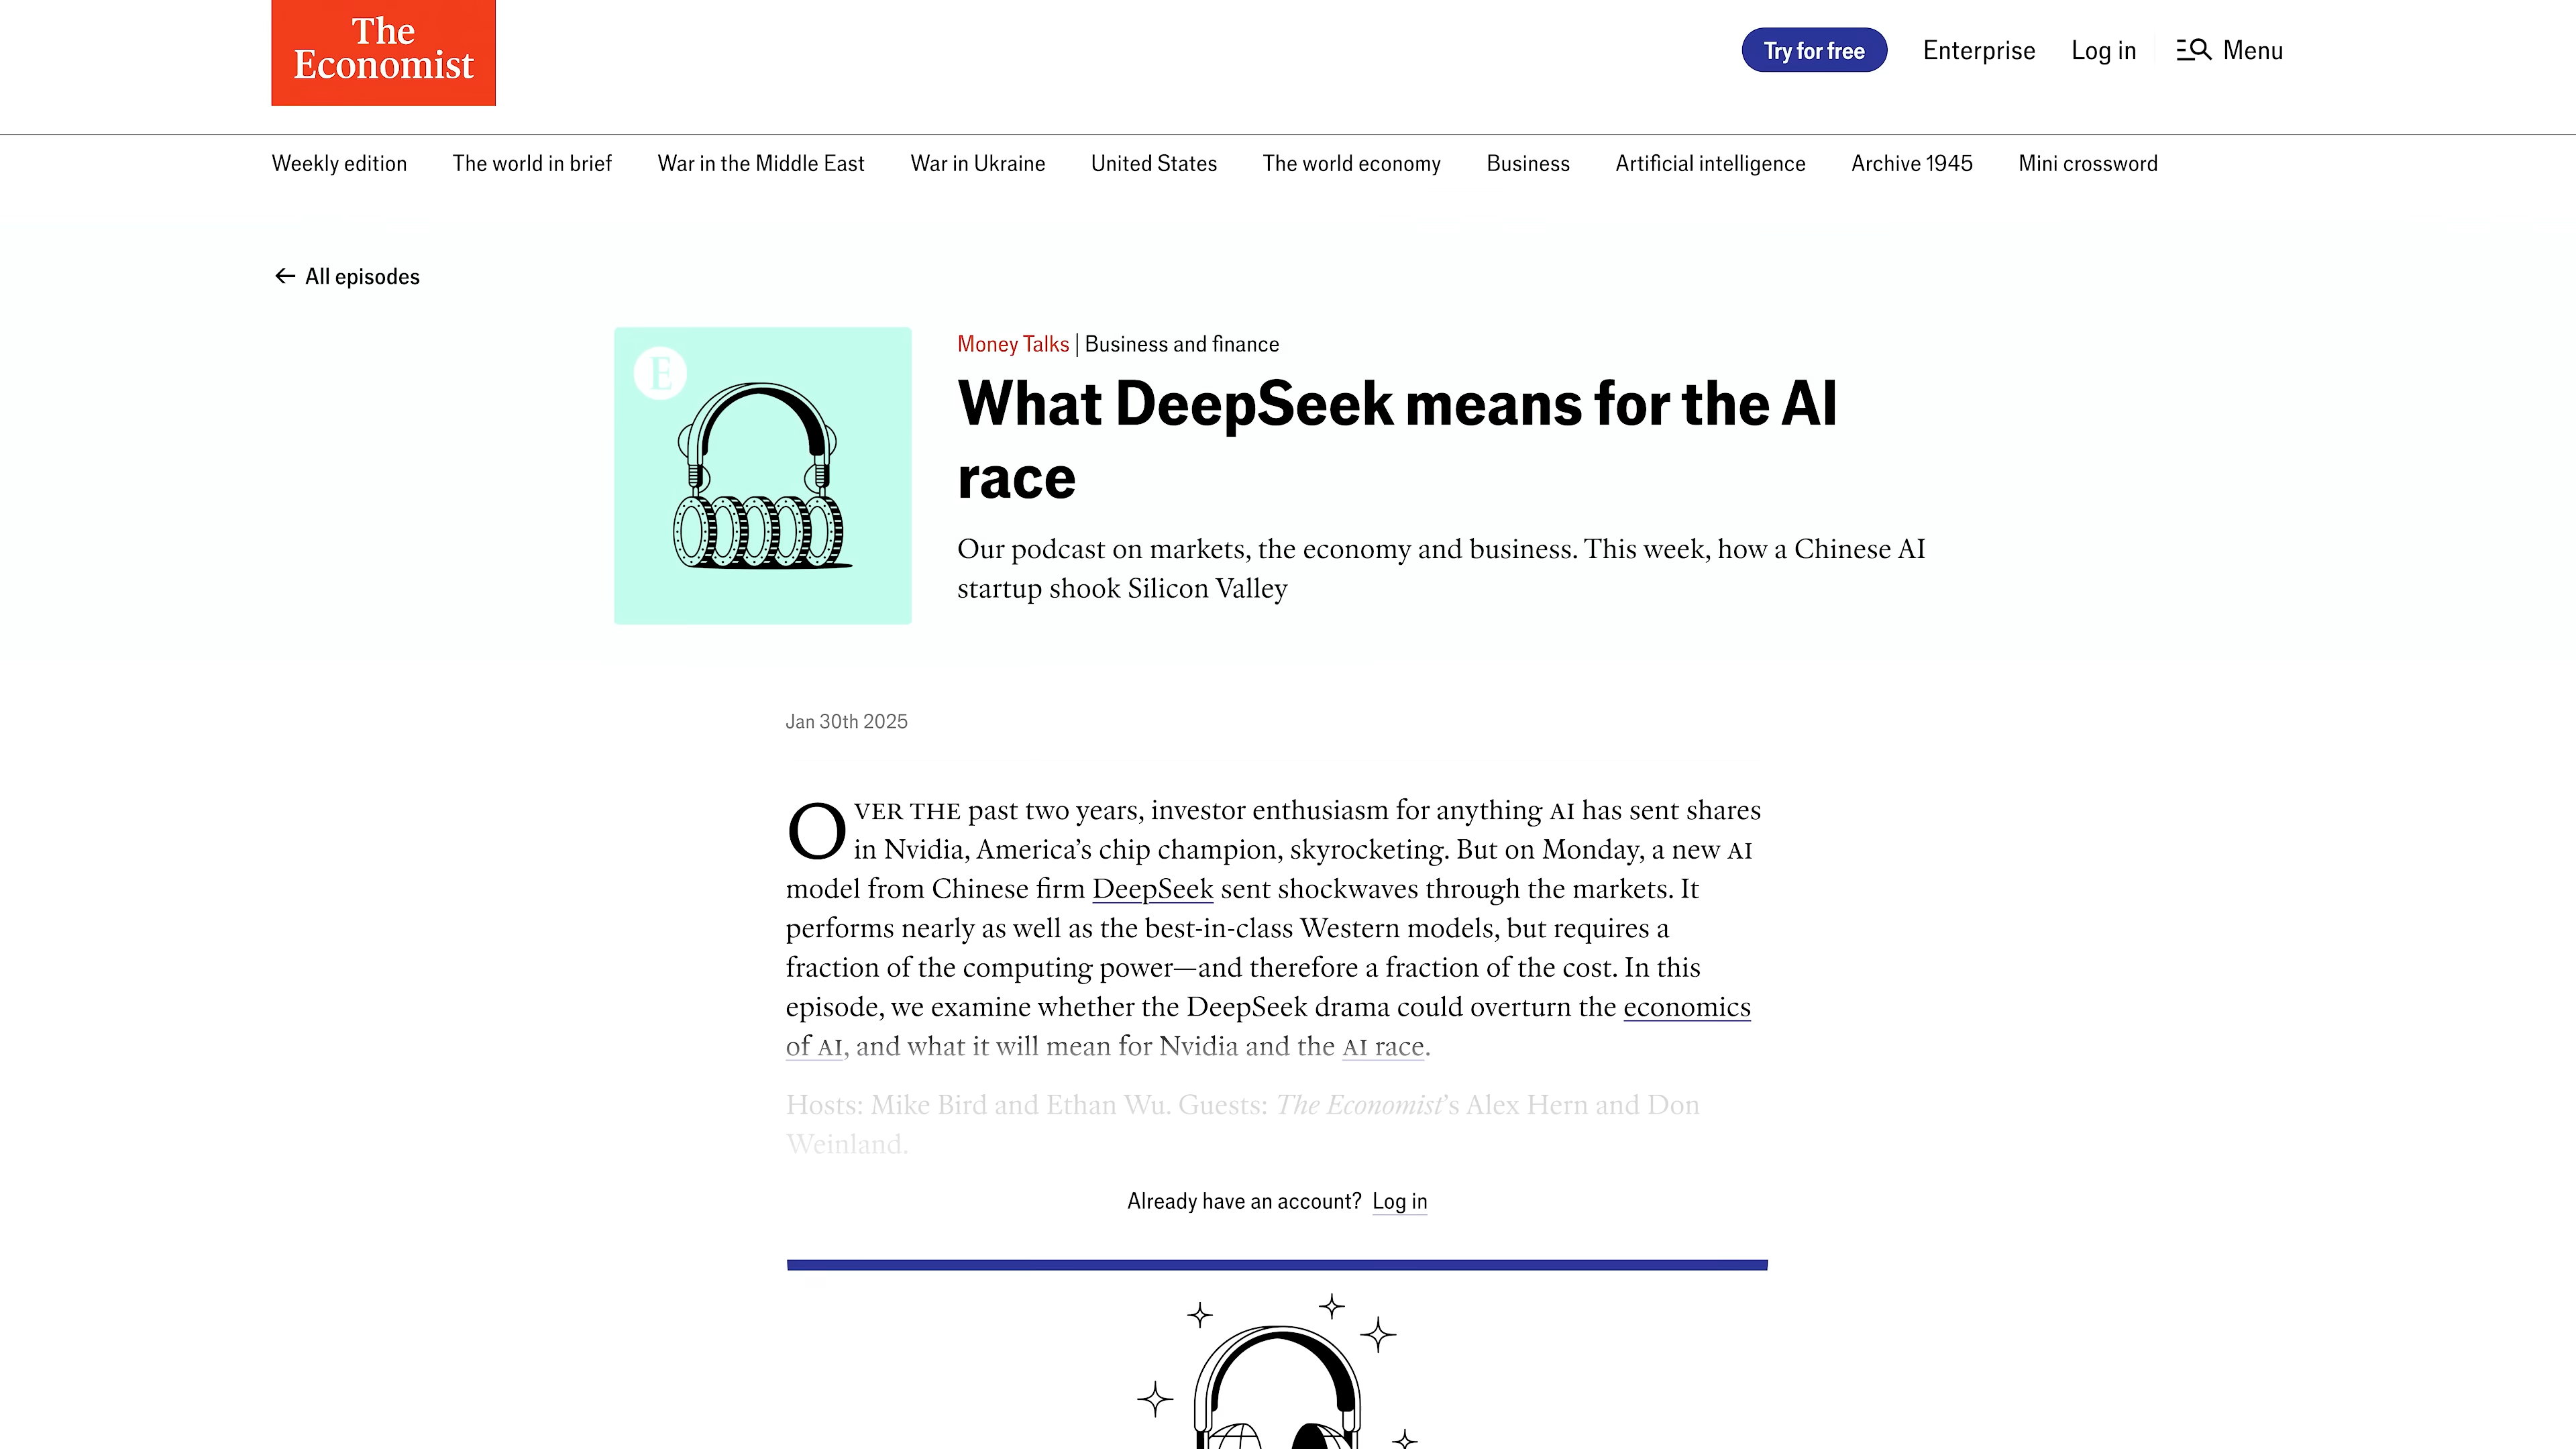 The
Economist
Try for free
Enterprise
Log in
Menu
Weekly edition
The world in brief
War in the Middle East
War in Ukraine
United States
The world economy
Business
Artificial intelligence
Archive 1945
Mini crossword
All episodes
E
Money Talks | Business and finance
What DeepSeek means for the AI
race
Our podcast on markets, the economy and business. This week, how a Chinese AI
startup shook Silicon Valley
Jan 30th 2025
OVER THE past two years, investor enthusiasm for anything AI has sent shares
in Nvidia, America’s chip champion, skyrocketing. But on Monday, a new AI
model from Chinese firm DeepSeek sent shockwaves through the markets. It
performs nearly as well as the best-in-class Western models, but requires a
fraction of the computing power—and therefore a fraction of the cost. In this
episode, we examine whether the DeepSeek drama could overturn the economics
of AI, and what it will mean for Nvidia and the AI race.
Hosts: Mike Bird and Ethan Wu. Guests: The Economist’s Alex Hern and Don
Weinland.
Already have an account? Log in